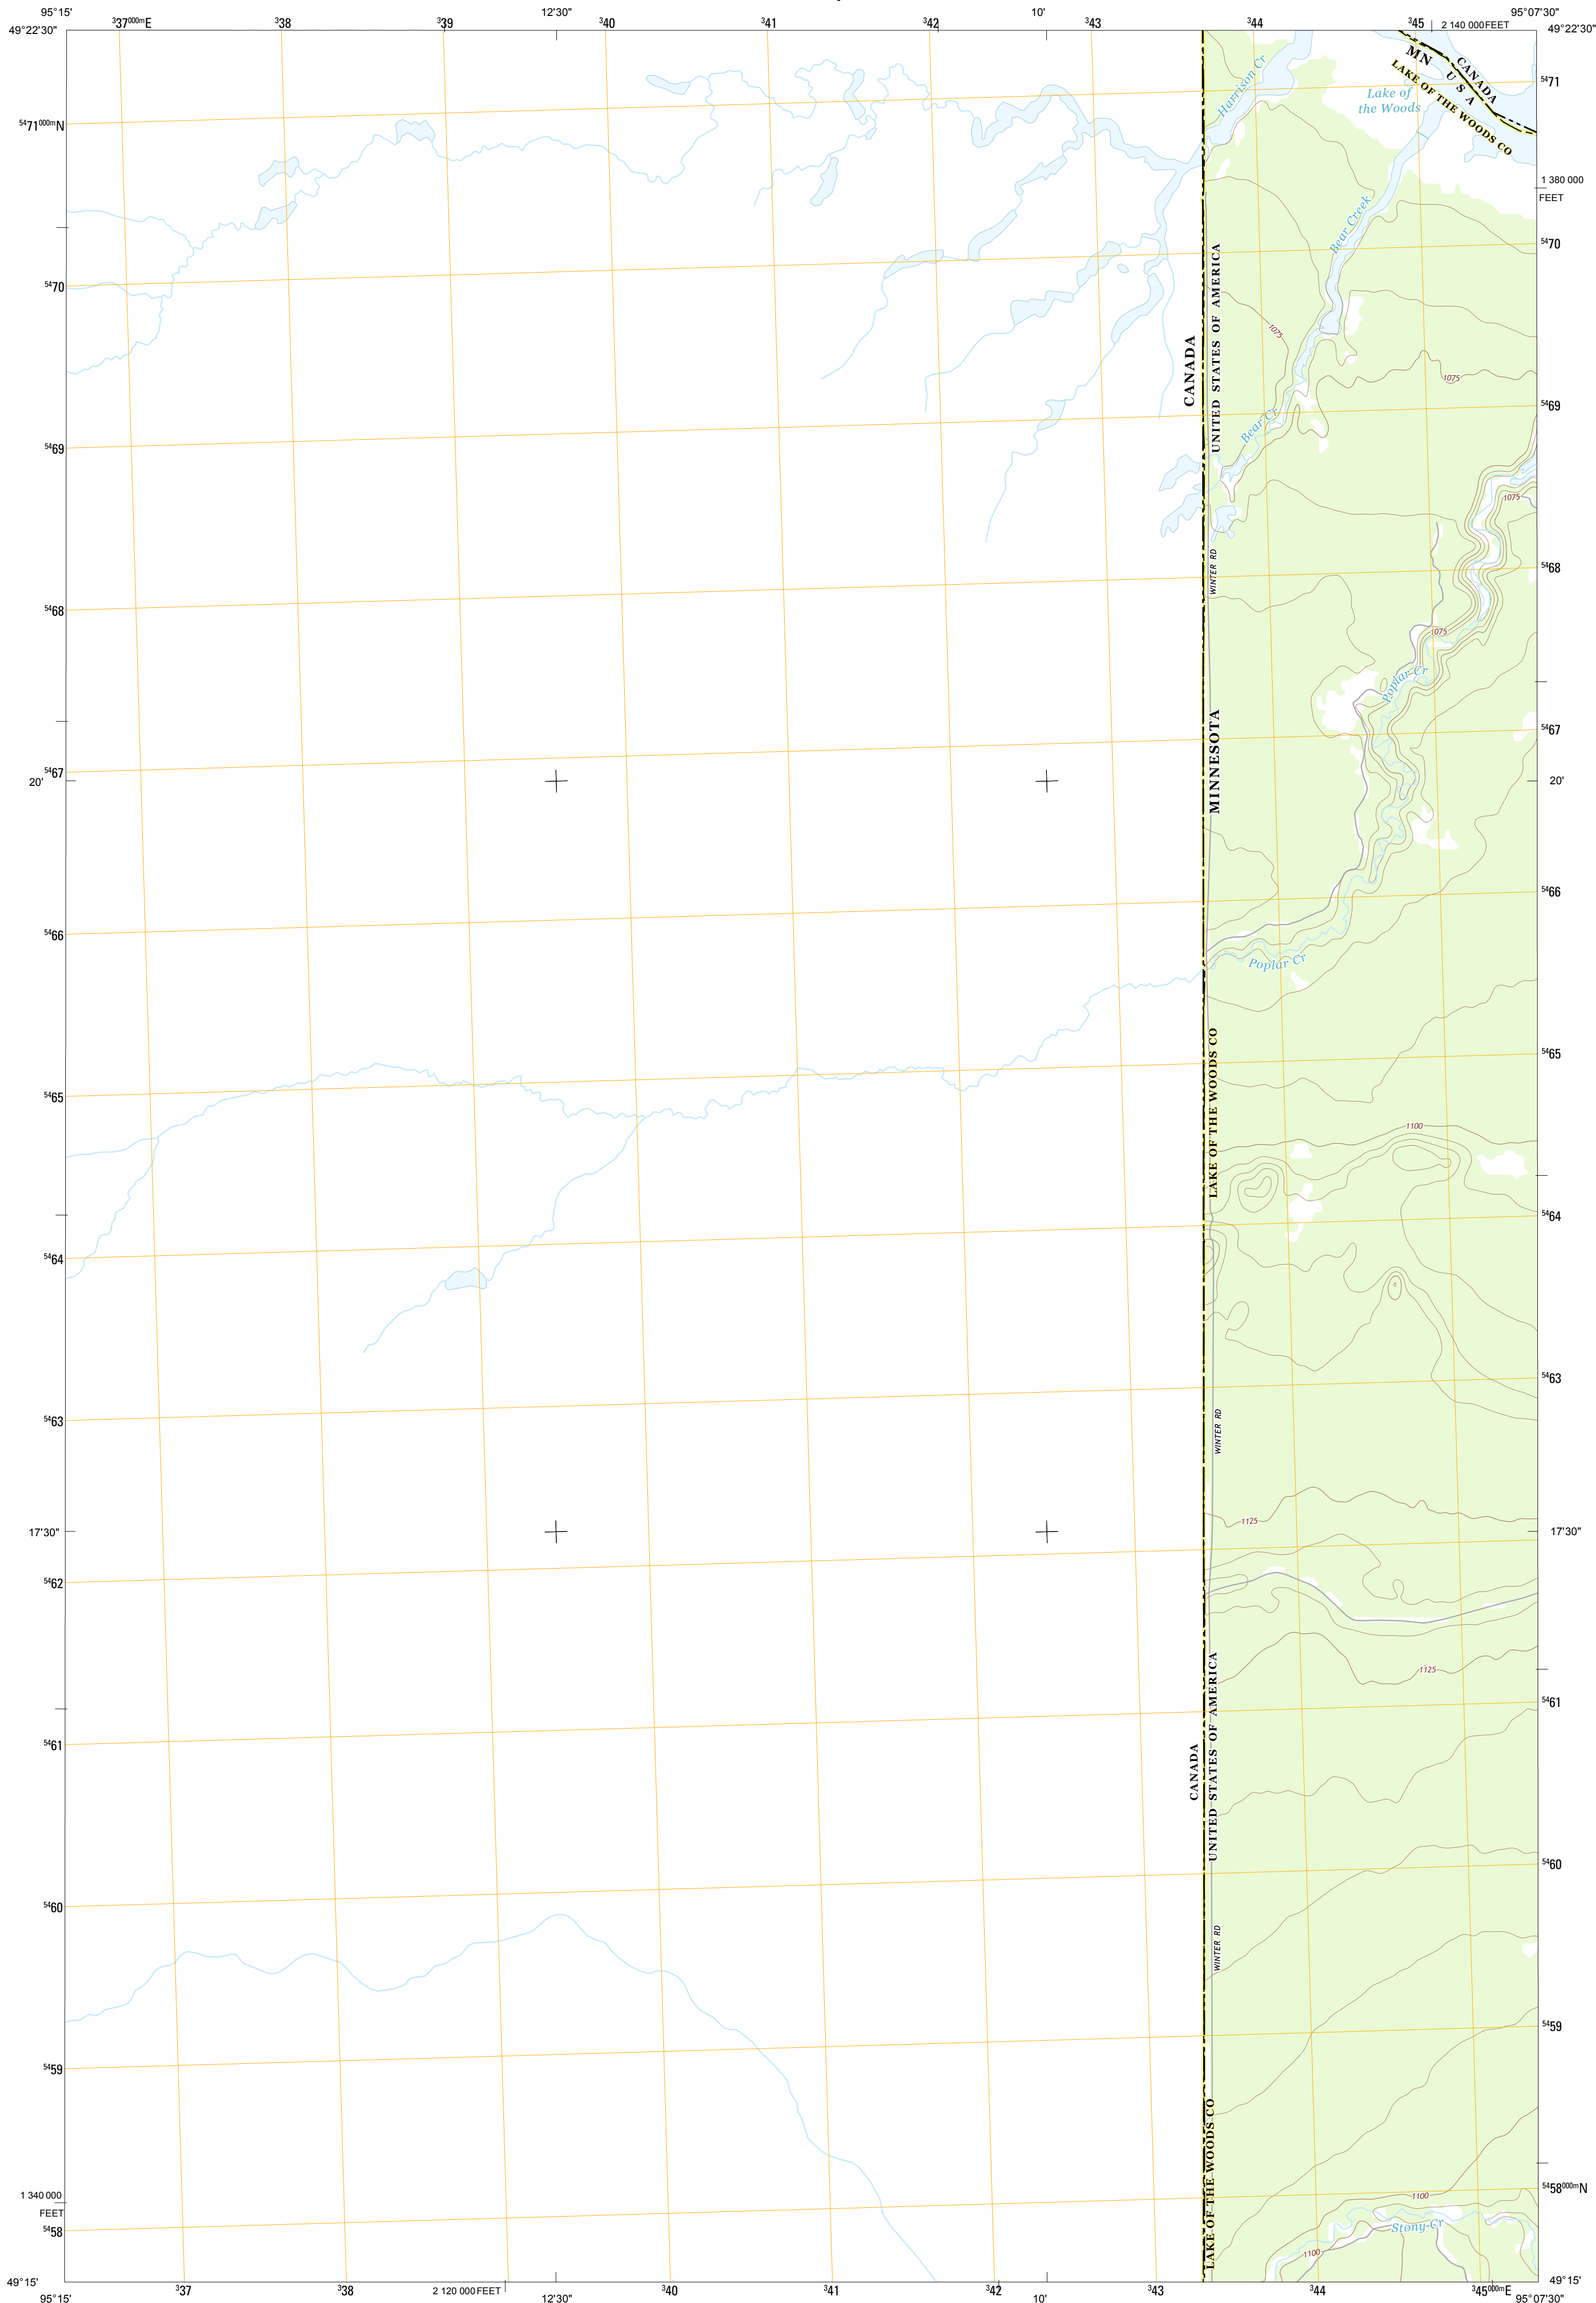 95°15'
³37⁰⁰⁰ᵐE
³38
³39
12'30"
³40
³41
³42
10'
³43
³44
³45
2 140 000 FEET
95°07'30"
49°22'30"
49°22'30"
Harrison Cr
MN
USA
CANADA
LAKE OF THE WOODS CO
Lake of
the Woods
⁵⁴71
⁵⁴71⁰⁰⁰ᵐN
1 380 000
FEET
Bear Creek
⁵⁴70
⁵⁴70
CANADA
UNITED STATES OF AMERICA
1075
1075
⁵⁴69
Bear Cr
⁵⁴69
1075
WINTER RD
⁵⁴68
⁵⁴68
1075
Poplar Cr
MINNESOTA
⁵⁴67
⁵⁴67
20'
20'
⁵⁴66
⁵⁴66
Poplar Cr
LAKE OF THE WOODS CO
⁵⁴65
⁵⁴65
1100
⁵⁴64
⁵⁴64
⁵⁴63
⁵⁴63
WINTER RD
1125
17'30"
17'30"
⁵⁴62
1125
UNITED STATES OF AMERICA
CANADA
⁵⁴61
⁵⁴61
⁵⁴60
⁵⁴60
WINTER RD
⁵⁴59
⁵⁴59
LAKE OF THE WOODS CO
⁵⁴58⁰⁰⁰ᵐN
1100
1 340 000
FEET
⁵⁴58
Stony Cr
1100
49°15'
49°15'
95°15'
³37
³38
2 120 000 FEET
12'30"
³40
³41
³42
10'
³43
³44
³45⁰⁰⁰ᵐE
95°07'30"